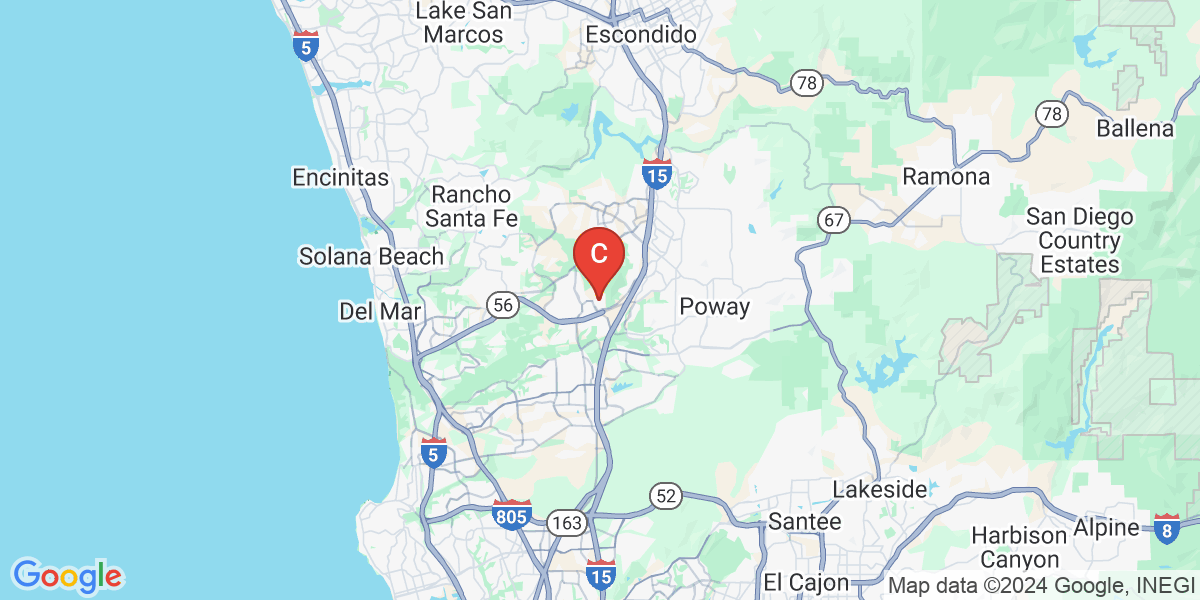 Lake San
Marcos
Escondido
5
78
78
Ballena
15
Encinitas
Ramona
Rancho
Santa Fe
67
San Diego
Country
Estates
C
Solana Beach
56
Poway
Del Mar
5
Lakeside
52
805
163
Santee
Harbison
Canyon
Alpine
8
15
El Cajon
Google
Map data ©2024 Google, INEGI